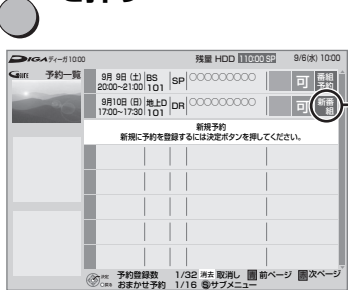 DIGA ディーガ 10:00 残量 HDD 110:00 SP 9/6(水) 10:00
GUIDE 予約一覧
9月 9日 (土) BS SP ○○○○○○○○○ 可 番組
20:00~21:00 101 予約
9月10日 (日) 地上D DR ○○○○○○○○○ 可 新番
17:00~17:30 101 組
新規予約
新規に予約を登録するには決定ボタンを押してください。
予約登録数 1/32 消去 取消し 青 前ページ 次ページ
おまかせ予約 1/16 Ⓢサブメニュー